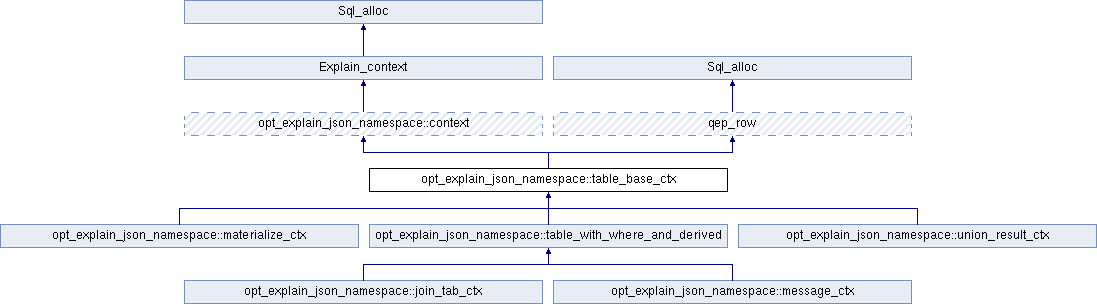 Sql_alloc
Explain_context
Sql_alloc
opt_explain_json_namespace::context
qep_row
opt_explain_json_namespace::table_base_ctx
opt_explain_json_namespace::materialize_ctx
opt_explain_json_namespace::table_with_where_and_derived
opt_explain_json_namespace::union_result_ctx
opt_explain_json_namespace::join_tab_ctx
opt_explain_json_namespace::message_ctx